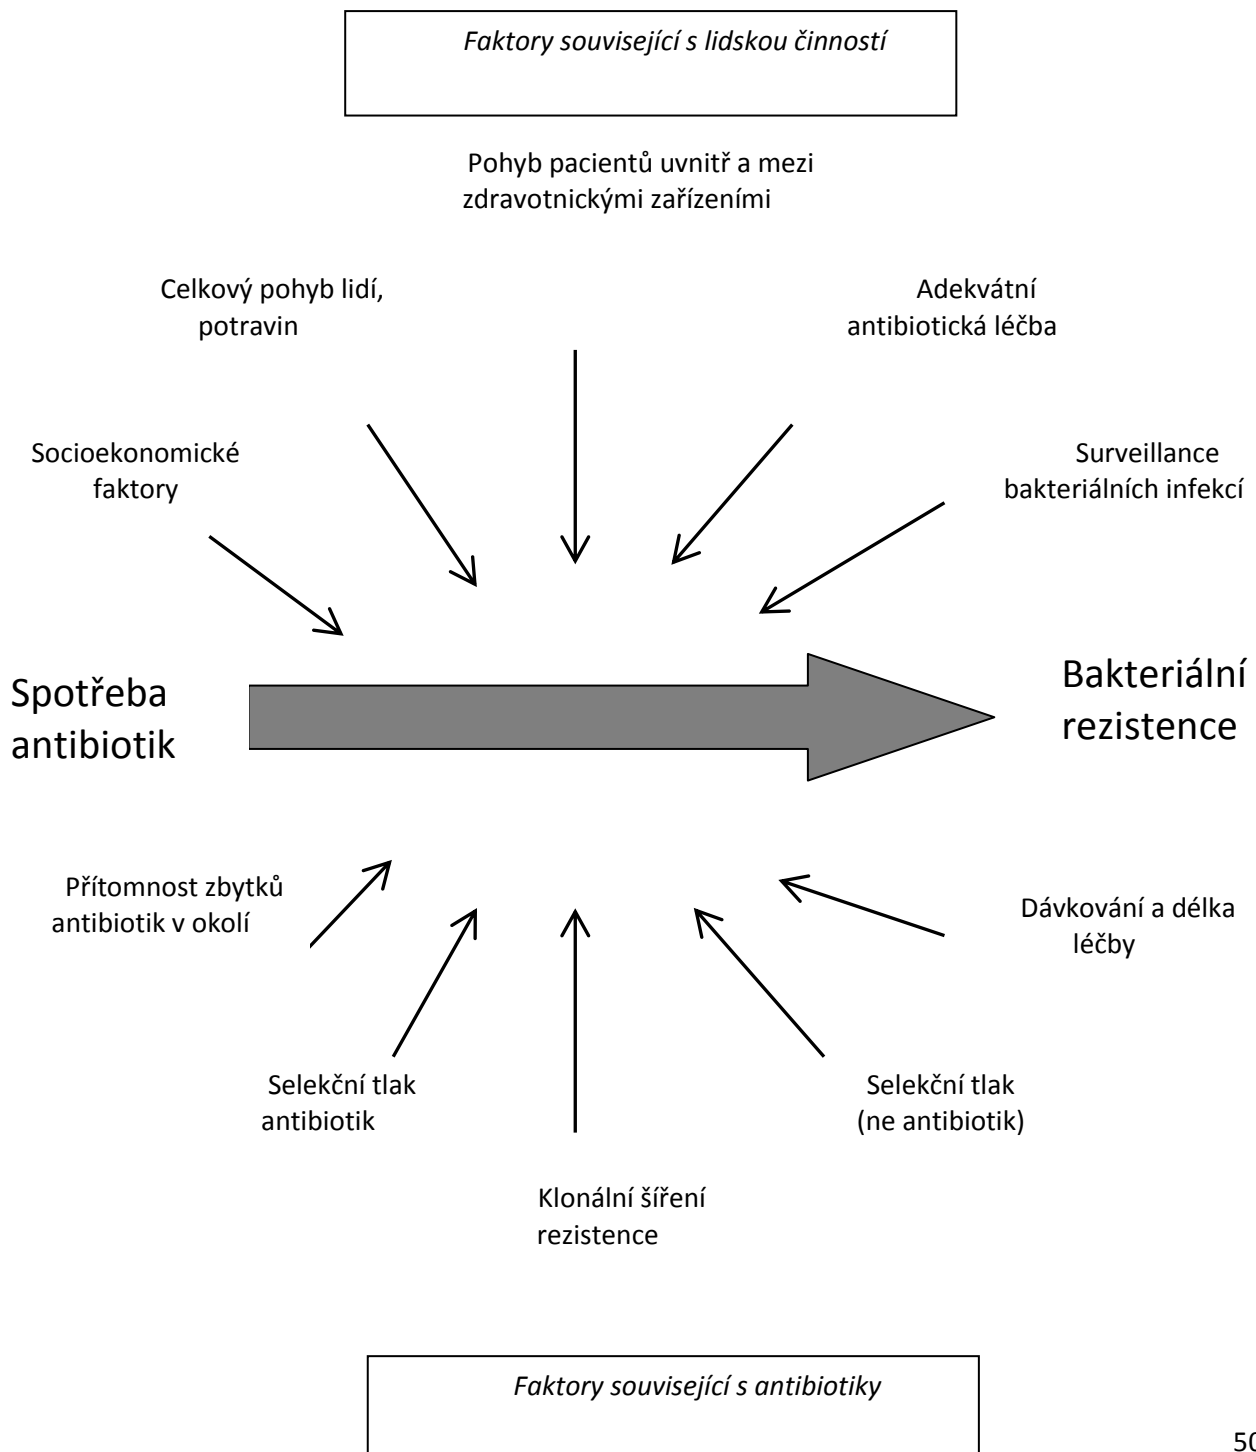 Faktory související s lidskou činností
Pohyb pacientů uvnitř a mezi
zdravotnickými zařízeními
Celkový pohyb lidí,
potravin
Adekvátní
antibiotická léčba
Socioekonomické
faktory
Surveillance
bakteriálních infekcí
Spotřeba
antibiotik
Bakteriální
rezistence
Přítomnost zbytků
antibiotik v okolí
Dávkování a délka
léčby
Selekční tlak
antibiotik
Selekční tlak
(ne antibiotik)
Klonální šíření
rezistence
Faktory související s antibiotiky
50